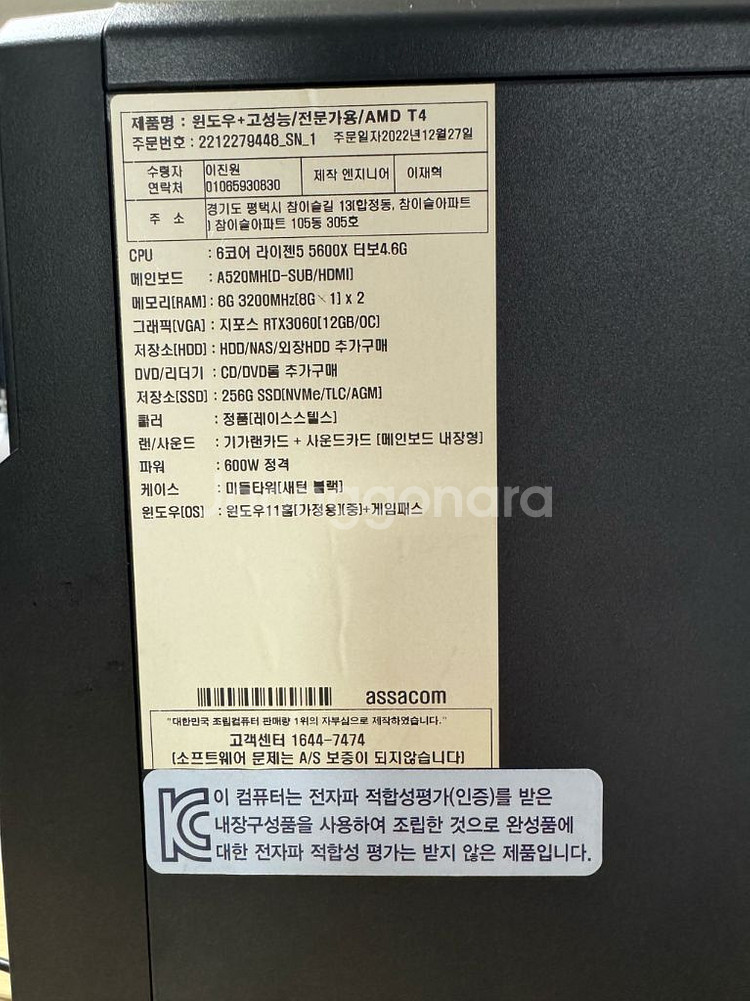 제품명 : 윈도우+고성능/전문가용/AMD T4
주문번호 : 2212279448_SN_1 주문일자2022년12월27일
수령자 연락처 이진원 01065930830 제작 엔지니어 이재혁
주 소 경기도 평택시 참이슬길 13(합정동, 참이슬아파트
) 참이슬아파트 105동 305호
CPU : 6코어 라이젠5 5600X 터보4.6G
메인보드 : A520MH[D-SUB/HDMI]
메모리[RAM] : 8G 3200MHz[8G×1] x 2
그래픽[VGA] : 지포스 RTX3060[12GB/OC]
저장소[HDD] : HDD/NAS/외장HDD 추가구매
DVD/리더기 : CD/DVD롬 추가구매
저장소[SSD] : 256G SSD[NVMe/TLC/AGM]
쿨러 : 정품[레이스스텔스]
랜/사운드 : 기가랜카드 + 사운드카드 [메인보드 내장형]
파워 : 600W 정격
케이스 : 미들타워[새턴 블랙]
윈도우[OS] : 윈도우11홈[가정용](중)+게임패스
Junggonara
assacom
"대한민국 조립컴퓨터 판매량 1위의 자부심으로 제작하였습니다."
고객센터 1644-7474
[소프트웨어 문제는 A/S 보증이 되지않습니다]
KC 이 컴퓨터는 전자파 적합성평가(인증)를 받은
내장구성품을 사용하여 조립한 것으로 완성품에
대한 전자파 적합성 평가는 받지 않은 제품입니다.